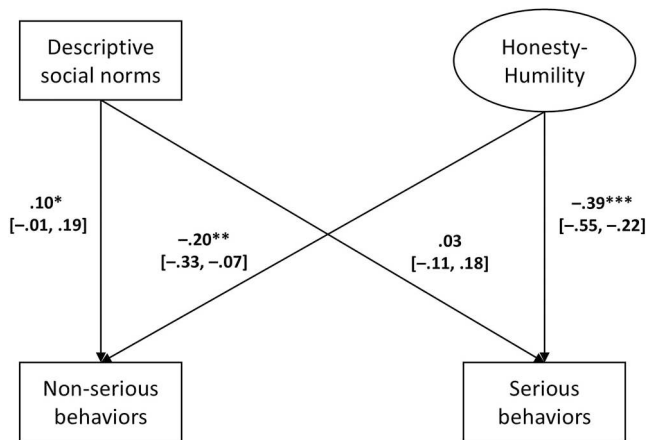 Descriptive
social norms
Honesty-
Humility
.10*
[–.01, .19]
–.20**
[–.33, –.07]
.03
[–.11, .18]
–.39***
[–.55, –.22]
Non-serious
behaviors
Serious
behaviors